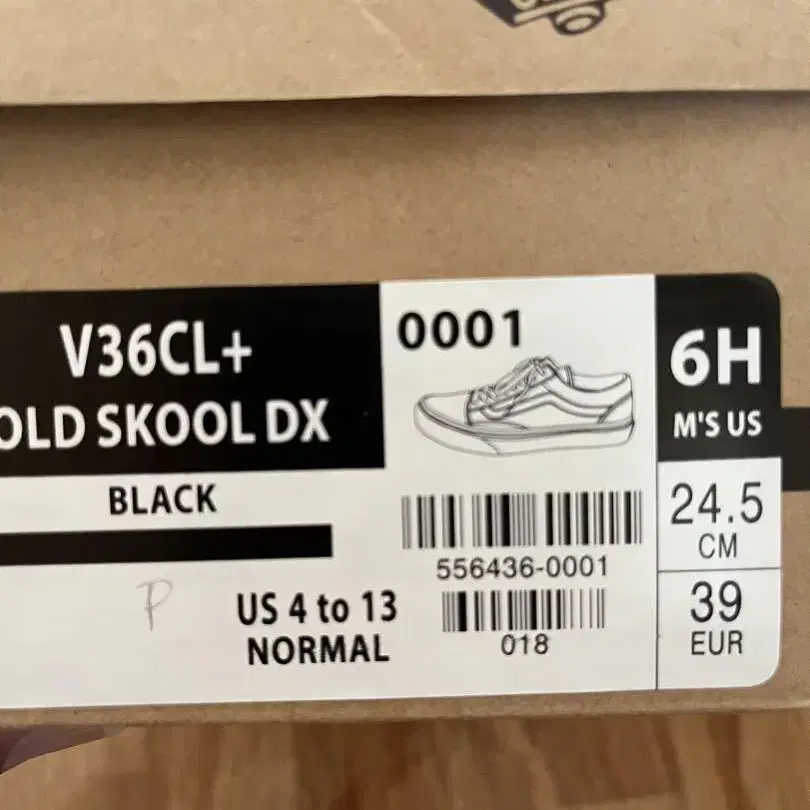 V36CL+
OLD SKOOL DX
BLACK
P
US 4 to 13
NORMAL
0001
556436-0001
018
6H
M'S US
24.5
CM
39
EUR